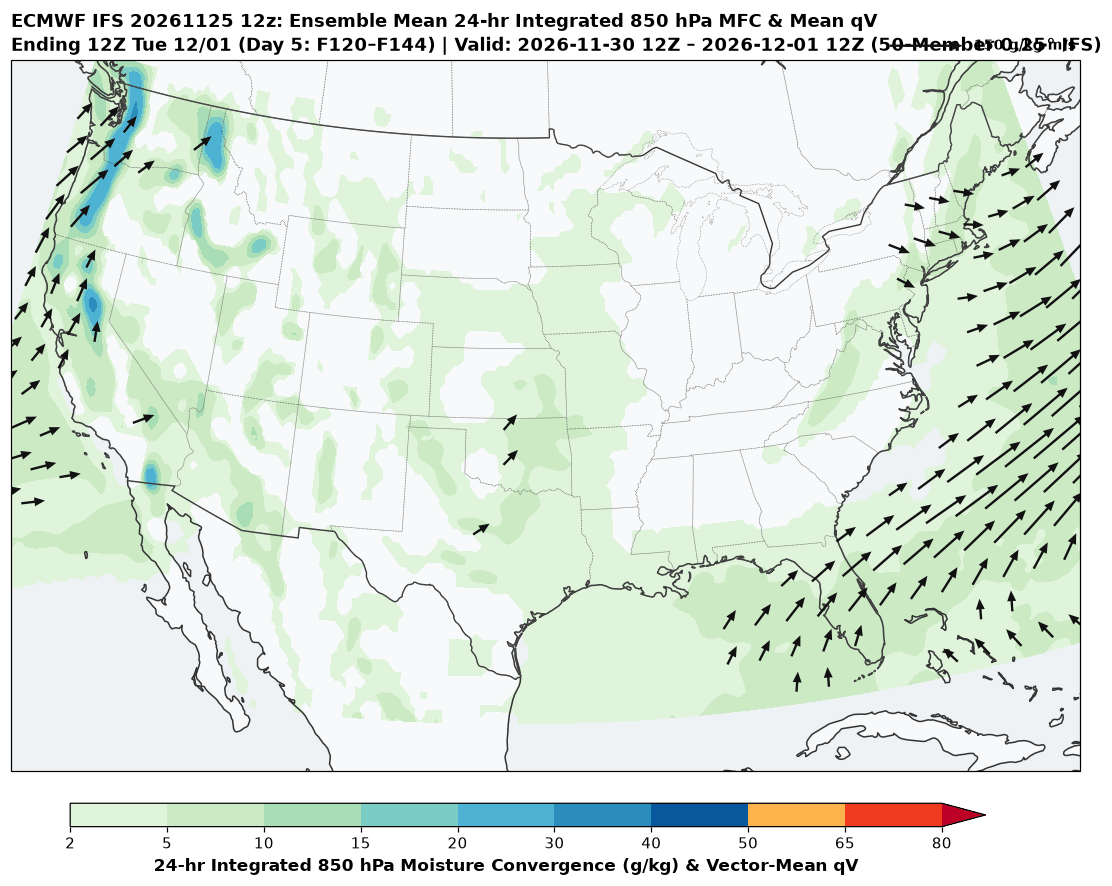 ECMWF IFS 20261125 12z: Ensemble Mean 24-hr Integrated 850 hPa MFC & Mean qV
Ending 12Z Tue 12/01 (Day 5: F120–F144) | Valid: 2026-11-30 12Z – 2026-12-01 12Z (50-Member 0.25° IFS)
2 5 10 15 20 30 40 50 65 80
24-hr Integrated 850 hPa Moisture Convergence (g/kg) & Vector-Mean qV